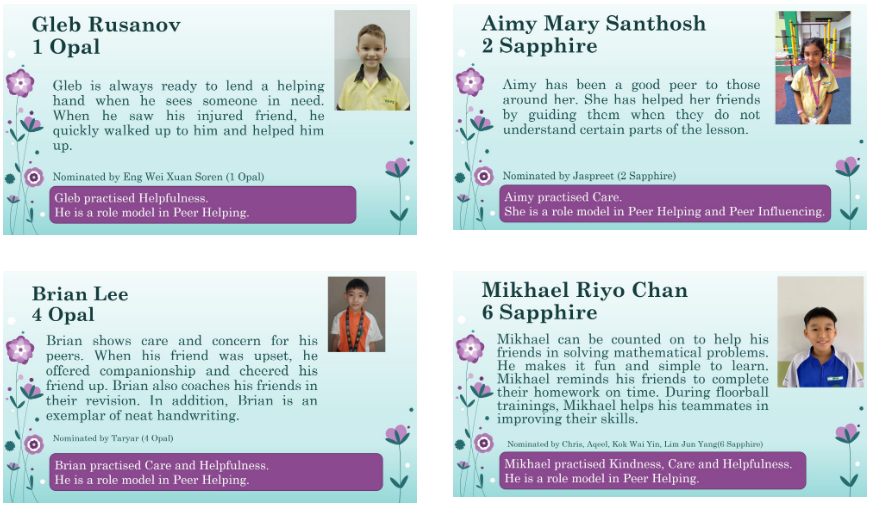 Gleb Rusanov
1 Opal
Gleb is always ready to lend a helping
hand when he sees someone in need.
When he saw his injured friend, he
quickly walked up to him and helped him
up.
Nominated by Eng Wei Xuan Soren (1 Opal)
Gleb practised Helpfulness.
He is a role model in Peer Helping.
Aimy Mary Santhosh
2 Sapphire
Aimy has been a good peer to those
around her. She has helped her friends
by guiding them when they do not
understand certain parts of the lesson.
Nominated by Jaspreet (2 Sapphire)
Aimy practised Care.
She is a role model in Peer Helping and Peer Influencing.
Brian Lee
4 Opal
Brian shows care and concern for his
peers. When his friend was upset, he
offered companionship and cheered his
friend up. Brian also coaches his friends in
their revision. In addition, Brian is an
exemplar of neat handwriting.
Nominated by Taryar (4 Opal)
Brian practised Care and Helpfulness.
He is a role model in Peer Helping.
Mikhael Riyo Chan
6 Sapphire
Mikhael can be counted on to help his
friends in solving mathematical problems.
He makes it fun and simple to learn.
Mikhael reminds his friends to complete
their homework on time. During floorball
trainings, Mikhael helps his teammates in
improving their skills.
Nominated by Chris, Aqeel, Kok Wai Yin, Lim Jun Yang(6 Sapphire)
Mikhael practised Kindness, Care and Helpfulness.
He is a role model in Peer Helping.